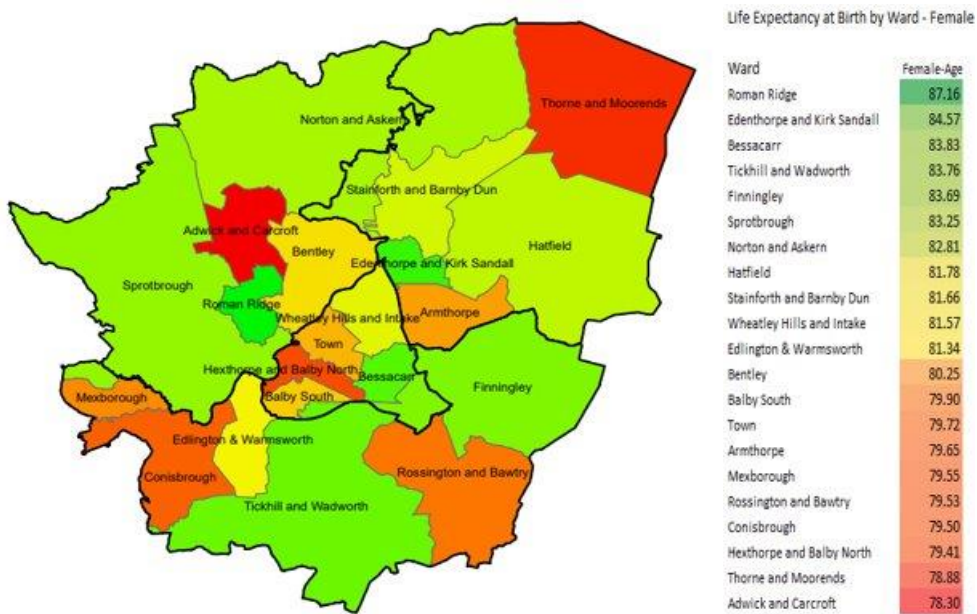 Life Expectancy at Birth by Ward - Female
Ward Female-Age
Roman Ridge 87.16
Edenthorpe and Kirk Sandall 84.57
Bessacarr 83.83
Tickhill and Wadworth 83.76
Finningley 83.69
Sprotbrough 83.25
Norton and Askern 82.81
Hatfield 81.78
Stainforth and Barnby Dun 81.66
Wheatley Hills and Intake 81.57
Edlington & Warmsworth 81.34
Bentley 80.25
Balby South 79.90
Town 79.72
Armthorpe 79.65
Mexborough 79.55
Rossington and Bawtry 79.53
Conisbrough 79.50
Hexthorpe and Balby North 79.41
Thorne and Moorends 78.88
Adwick and Carcroft 78.30
Thorne and Moorends
Norton and Askern
Stainforth and Barnby Dun
Adwick and Carcroft
Hatfield
Bentley
Edenthorpe and Kirk Sandall
Sprotbrough
Roman Ridge
Armthorpe
Wheatley Hills and Intake
Town
Hexthorpe and Balby North
Bessacarr
Finningley
Mexborough
Balby South
Edlington & Warmsworth
Rossington and Bawtry
Conisbrough
Tickhill and Wadworth